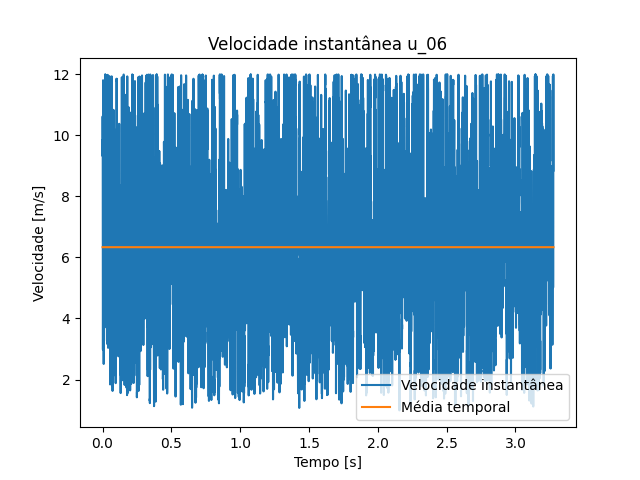 Velocidade instantânea u_06
12
10
8
6
4
2
Velocidade [m/s]
Velocidade instantânea
Média temporal
0.0 0.5 1.0 1.5 2.0 2.5 3.0
Tempo [s]